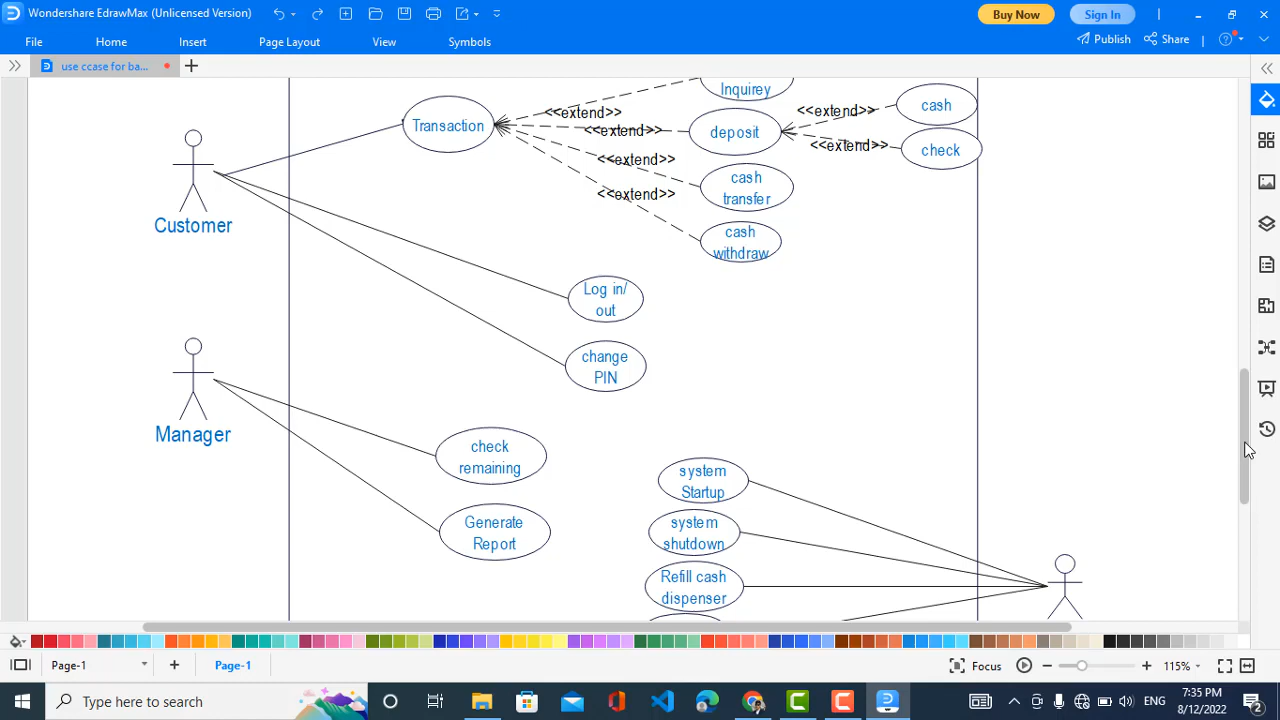 Wondershare EdrawMax (Unlicensed Version)
Buy Now
Sign In
File
Home
Insert
Page Layout
View
Symbols
Publish
Share
use ccase for ba...
Inquirey
cash
<<extend>>
<<extend>>
Transaction
<<extend>>
deposit
<<extend>>
check
<<extend>>
cash
transfer
<<extend>>
cash
withdraw
Customer
Log in/
out
change
PIN
Manager
check
remaining
system
Startup
Generate
Report
system
shutdown
Refill cash
dispenser
Page-1
Page-1
Focus
115%
Type here to search
ENG
7:35 PM
8/12/2022
2